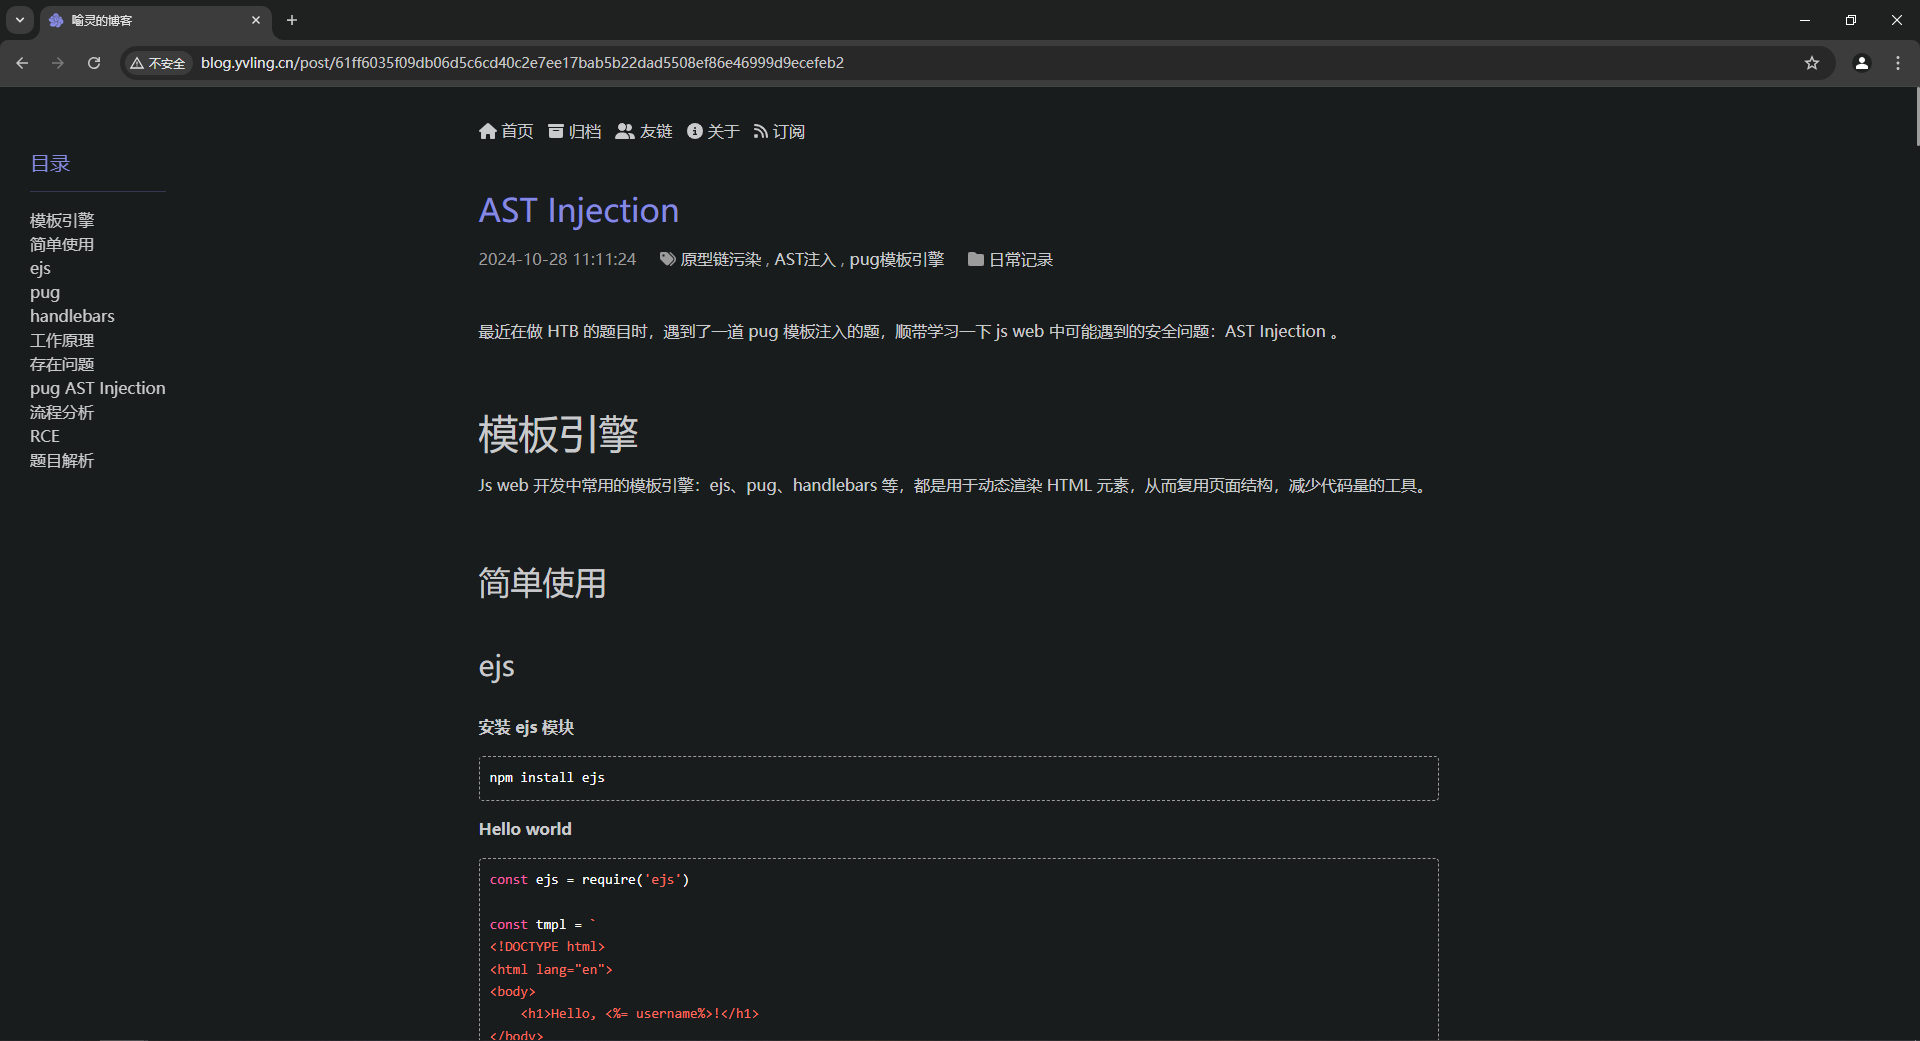 喻灵的博客
不安全
blog.yvling.cn/post/61ff6035f09db06d5c6cd40c2e7ee17bab5b22dad5508ef86e46999d9ecefeb2
首页 归档 友链 关于 订阅
目录
模板引擎
简单使用
ejs
pug
handlebars
工作原理
存在问题
pug AST Injection
流程分析
RCE
题目解析
AST Injection
2024-10-28 11:11:24 原型链污染 , AST注入 , pug模板引擎 日常记录
最近在做 HTB 的题目时，遇到了一道 pug 模板注入的题，顺带学习一下 js web 中可能遇到的安全问题：AST Injection 。
模板引擎
Js web 开发中常用的模板引擎：ejs、pug、handlebars 等，都是用于动态渲染 HTML 元素，从而复用页面结构，减少代码量的工具。
简单使用
ejs
安装 ejs 模块
npm install ejs
Hello world
const ejs = require('ejs')
const tmpl = `
<!DOCTYPE html>
<html lang="en">
<body>
<h1>Hello, <%= username%>!</h1>
</body>